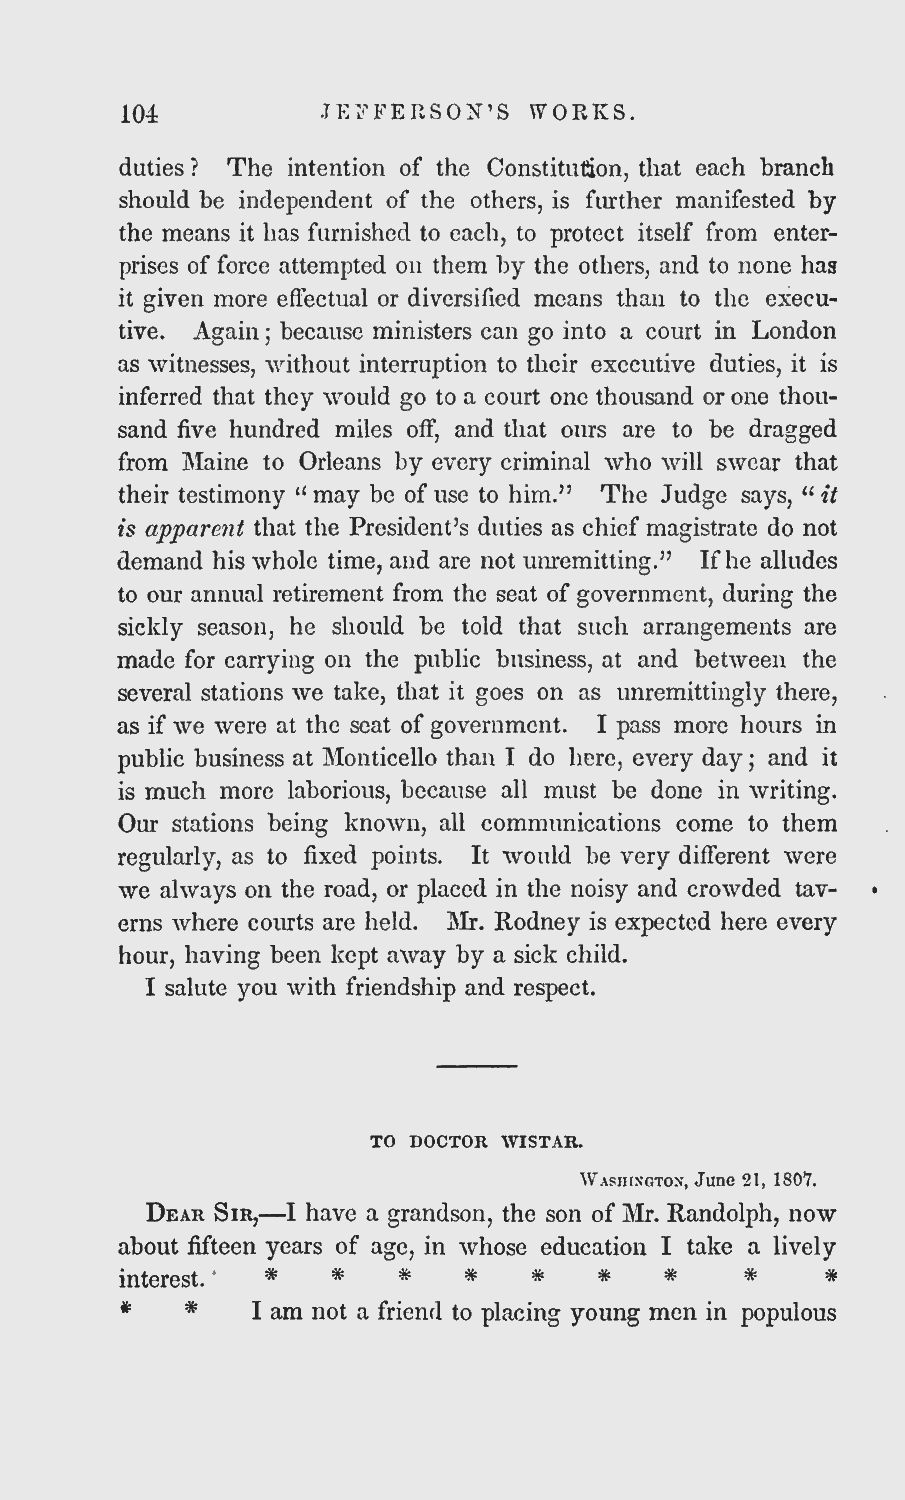 104 JEFFERSON'S WORKS.
duties? The intention of the Constitution, that each branch
should be independent of the others, is further manifested by
the means it has furnished to each, to protect itself from enter-
prises of force attempted on them by the others, and to none has
it given more effectual or diversified means than to the execu-
tive. Again; because ministers can go into a court in London
as witnesses, without interruption to their executive duties, it is
inferred that they would go to a court one thousand or one thou-
sand five hundred miles off, and that ours are to be dragged
from Maine to Orleans by every criminal who will swear that
their testimony "may be of use to him." The Judge says, "it
is apparent that the President's duties as chief magistrate do not
demand his whole time, and are not unremitting." If he alludes
to our annual retirement from the seat of government, during the
sickly season, he should be told that such arrangements are
made for carrying on the public business, at and between the
several stations we take, that it goes on as unremittingly there,
as if we were at the seat of government. I pass more hours in
public business at Monticello than I do here, every day; and it
is much more laborious, because all must be done in writing.
Our stations being known, all communications come to them
regularly, as to fixed points. It would be very different were
we always on the road, or placed in the noisy and crowded tav-
erns where courts are held. Mr. Rodney is expected here every
hour, having been kept away by a sick child.
I salute you with friendship and respect.
TO DOCTOR WISTAR.
WASHINGTON, June 21, 1807.
DEAR SIR,—I have a grandson, the son of Mr. Randolph, now
about fifteen years of age, in whose education I take a lively
interest. * * * * * * * * *
* * I am not a friend to placing young men in populous